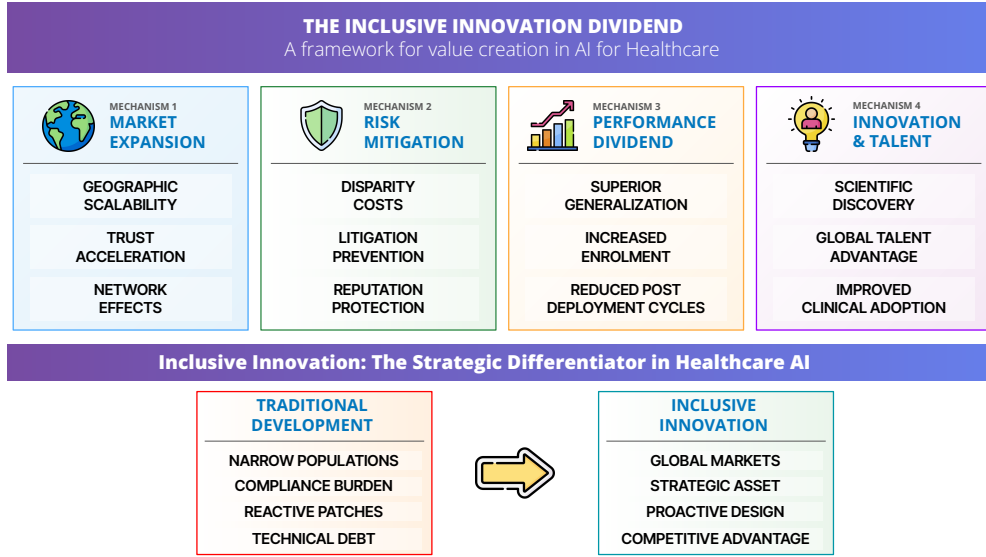 THE INCLUSIVE INNOVATION DIVIDEND
A framework for value creation in AI for Healthcare
MECHANISM 1
MARKET
EXPANSION
GEOGRAPHIC
SCALABILITY
TRUST
ACCELERATION
NETWORK
EFFECTS
MECHANISM 2
RISK
MITIGATION
DISPARITY
COSTS
LITIGATION
PREVENTION
REPUTATION
PROTECTION
MECHANISM 3
PERFORMANCE
DIVIDEND
SUPERIOR
GENERALIZATION
INCREASED
ENROLMENT
REDUCED POST
DEPLOYMENT CYCLES
MECHANISM 4
INNOVATION
& TALENT
SCIENTIFIC
DISCOVERY
GLOBAL TALENT
ADVANTAGE
IMPROVED
CLINICAL ADOPTION
Inclusive Innovation: The Strategic Differentiator in Healthcare AI
TRADITIONAL
DEVELOPMENT
NARROW POPULATIONS
COMPLIANCE BURDEN
REACTIVE PATCHES
TECHNICAL DEBT
INCLUSIVE
INNOVATION
GLOBAL MARKETS
STRATEGIC ASSET
PROACTIVE DESIGN
COMPETITIVE ADVANTAGE